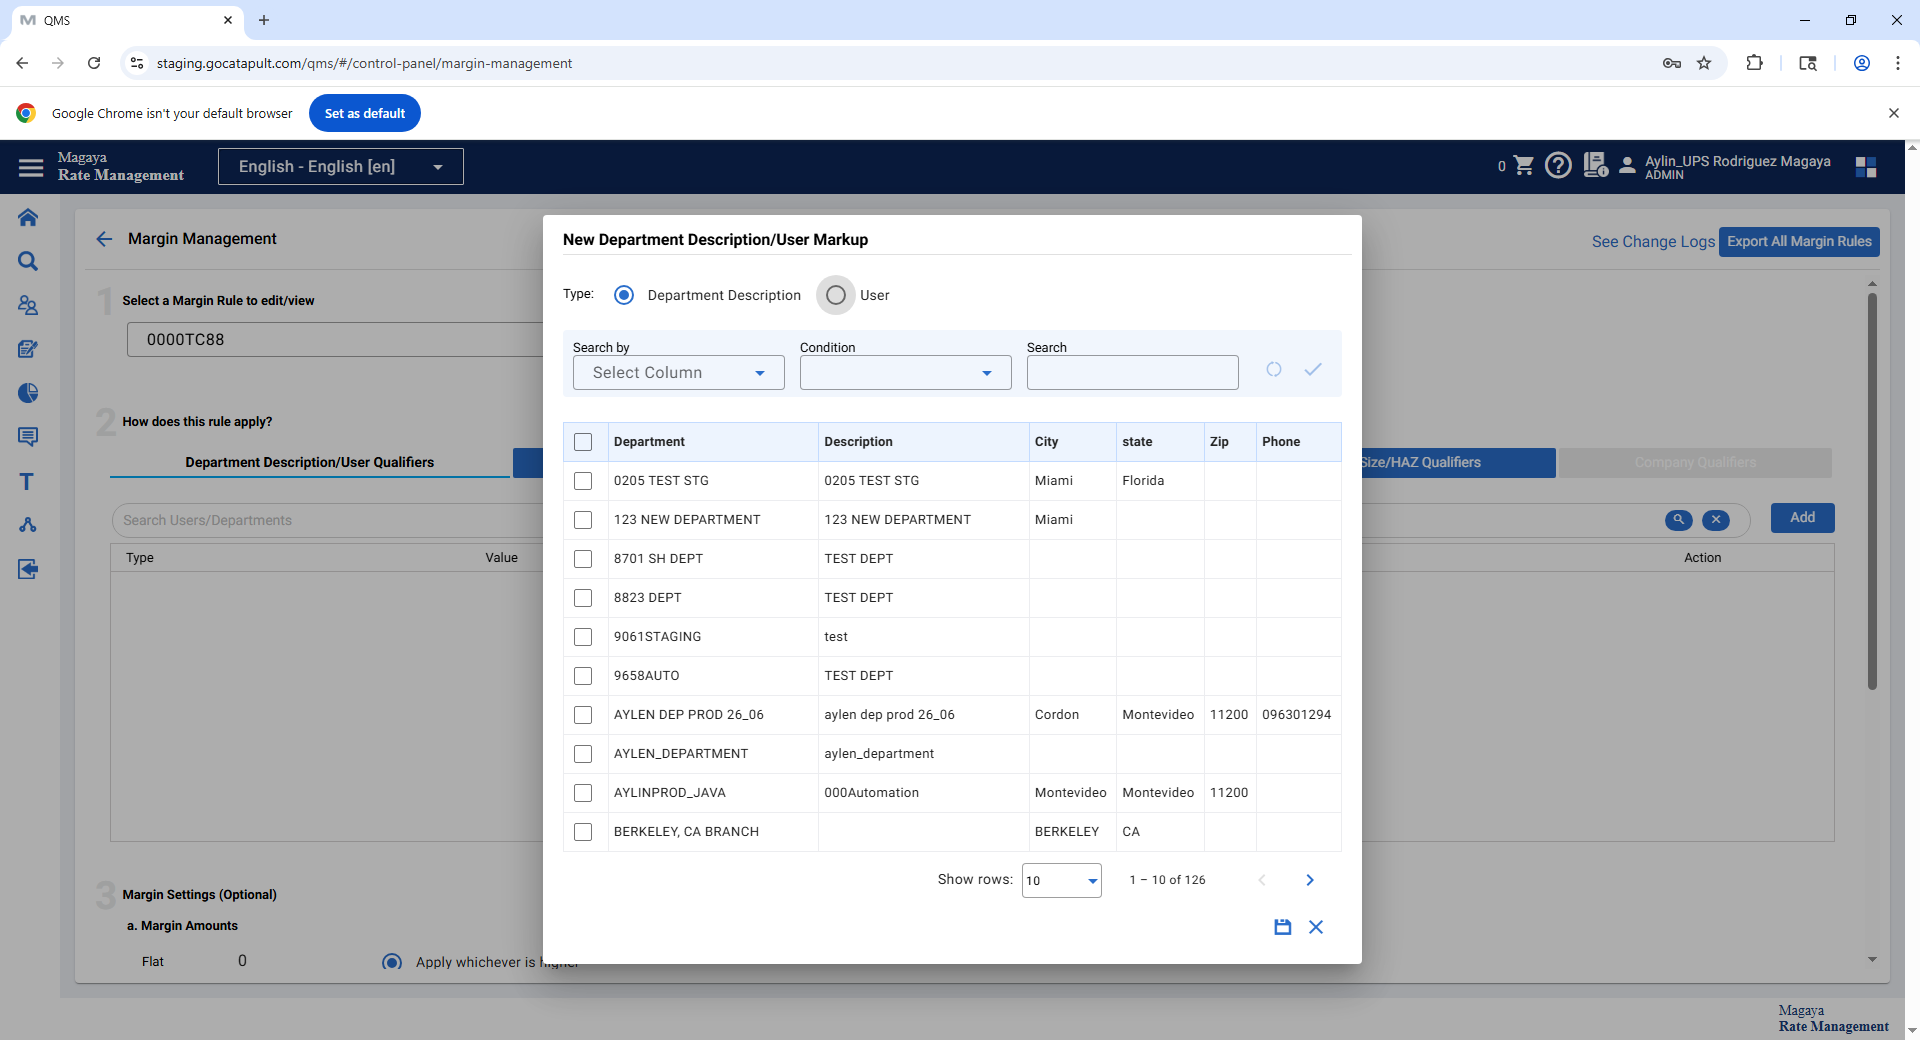 QMS
staging.gocatapult.com/qms/#/control-panel/margin-management
Google Chrome isn't your default browser
Set as default
Magaya
Rate Management
English - English [en]
0
Aylin_UPS Rodriguez Magaya
ADMIN
Margin Management
See Change Logs
Export All Margin Rules
1
Select a Margin Rule to edit/view
0000TC88
2
How does this rule apply?
Department Description/User Qualifiers
Size/HAZ Qualifiers
Company Qualifiers
Search Users/Departments
Add
Type
Value
Action
3
Margin Settings (Optional)
a. Margin Amounts
Flat
0
Apply whichever is higher
New Department Description/User Markup
Type:
Department Description
User
Search by
Condition
Search
Select Column
Department Description City state Zip Phone
0205 TEST STG 0205 TEST STG Miami Florida
123 NEW DEPARTMENT 123 NEW DEPARTMENT Miami
8701 SH DEPT TEST DEPT
8823 DEPT TEST DEPT
9061STAGING test
9658AUTO TEST DEPT
AYLEN DEP PROD 26_06 aylen dep prod 26_06 Cordon Montevideo 11200 096301294
AYLEN_DEPARTMENT aylen_department
AYLINPROD_JAVA 000Automation Montevideo Montevideo 11200
BERKELEY, CA BRANCH BERKELEY CA
Show rows: 10 1 – 10 of 126
Magaya
Rate Management